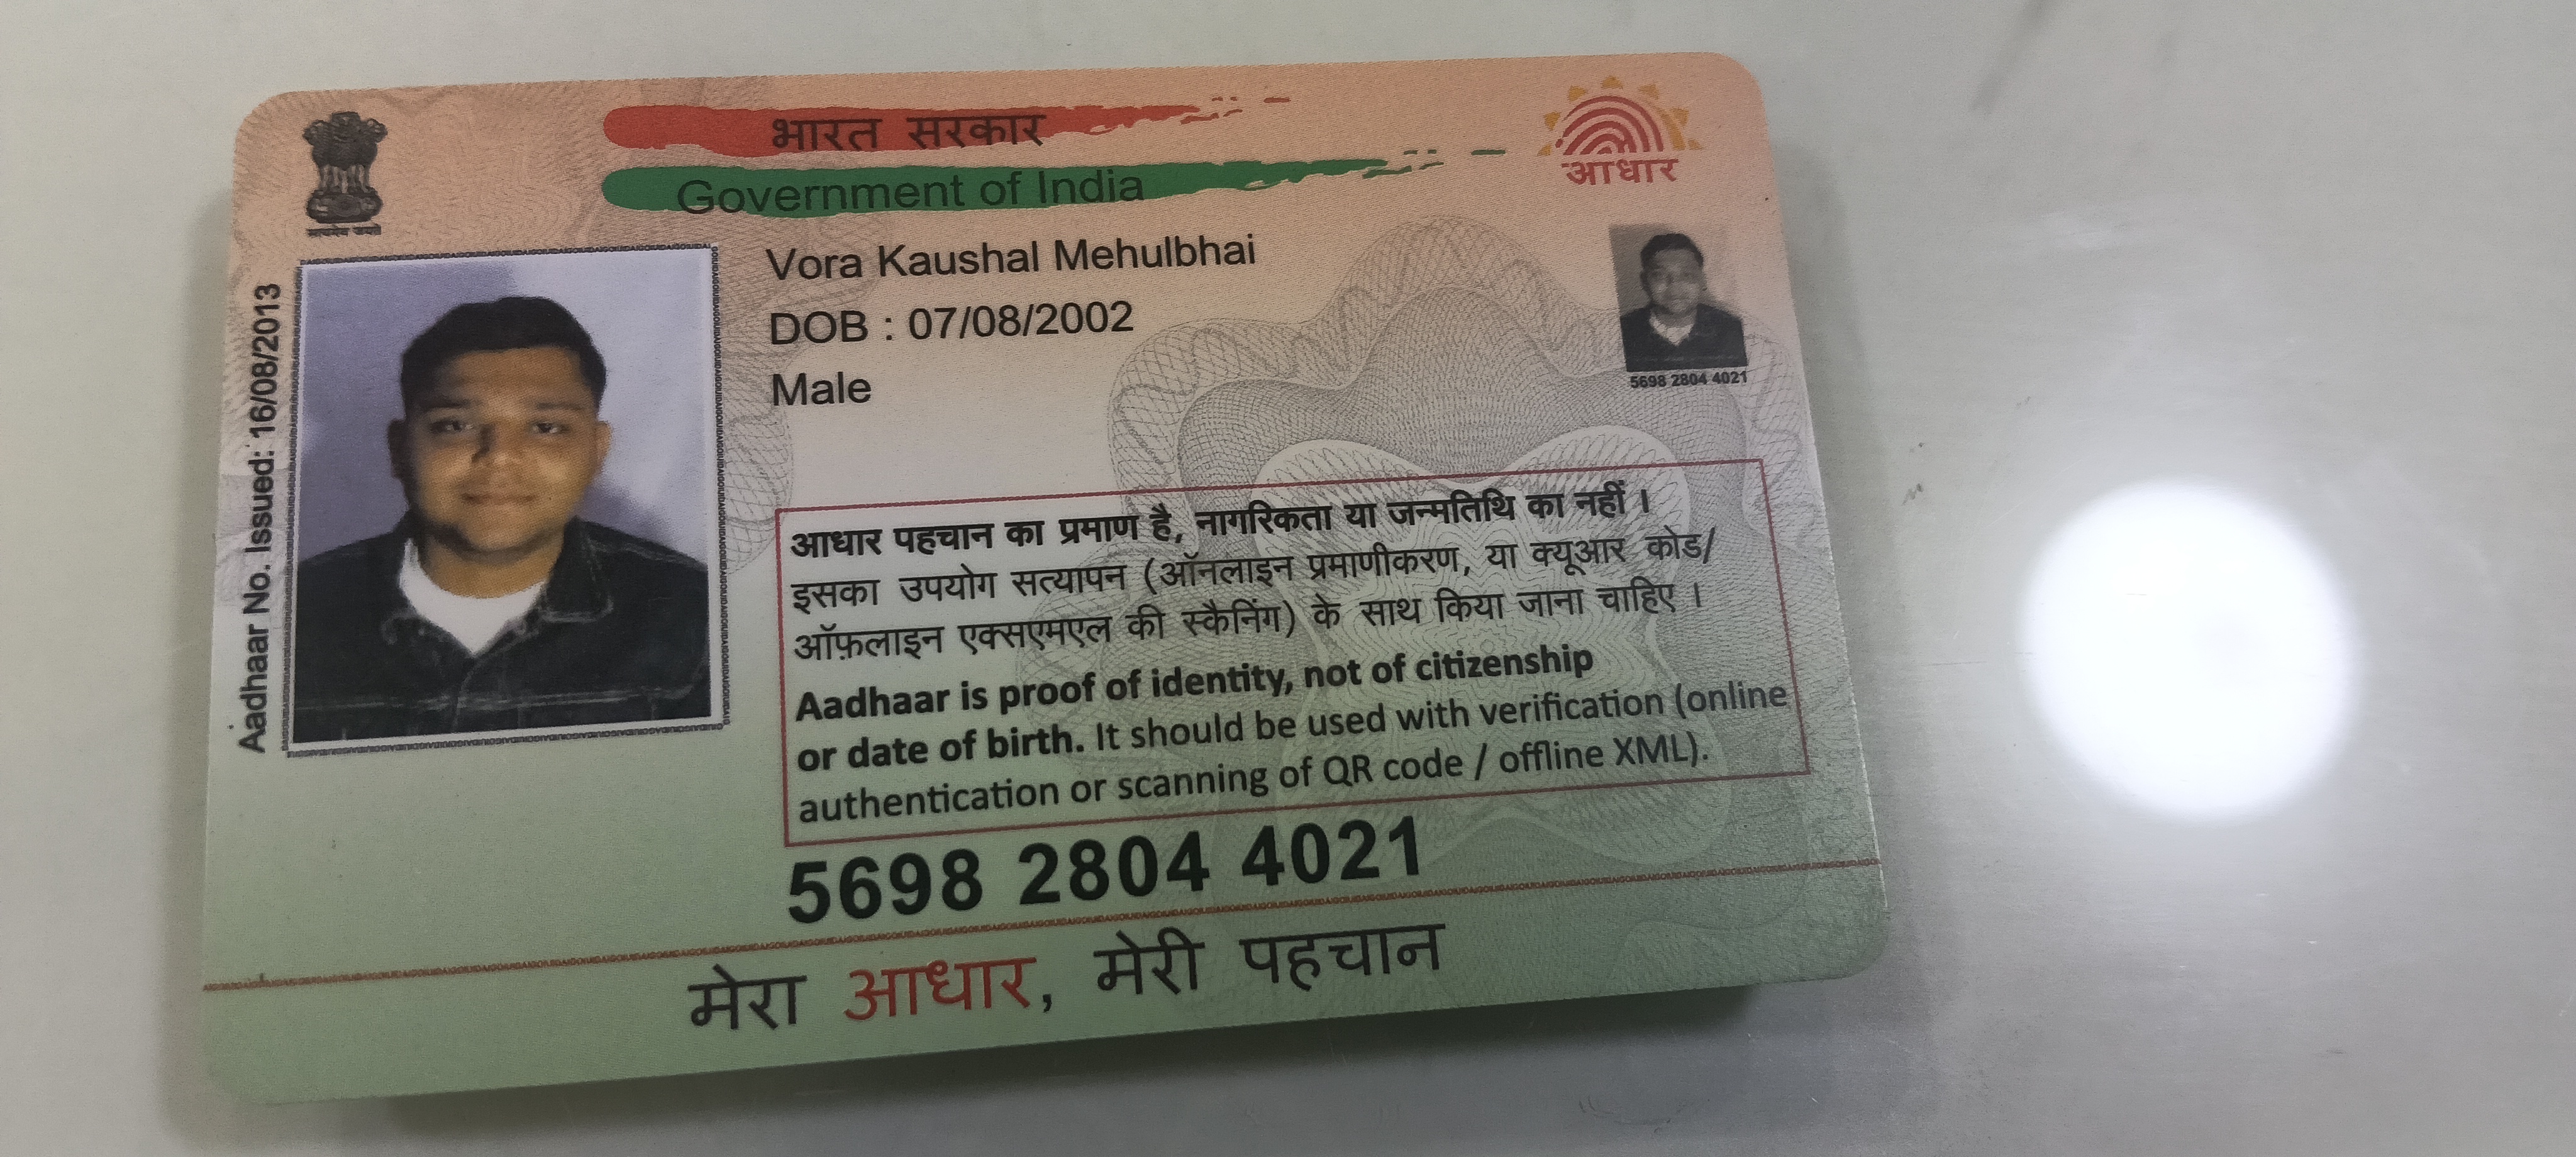 भारत सरकार
Government of India
आधार
सत्यमेव जयते
Aadhaar No. Issued: 16/08/2013
Vora Kaushal Mehulbhai
DOB : 07/08/2002
Male
5698 2804 4021
आधार पहचान का प्रमाण है, नागरिकता या जन्मतिथि का नहीं ।
इसका उपयोग सत्यापन (ऑनलाइन प्रमाणीकरण, या क्यूआर कोड/
ऑफ़लाइन एक्सएमएल की स्कैनिंग) के साथ किया जाना चाहिए ।
Aadhaar is proof of identity, not of citizenship
or date of birth. It should be used with verification (online
authentication or scanning of QR code / offline XML).
5698 2804 4021
मेरा आधार, मेरी पहचान